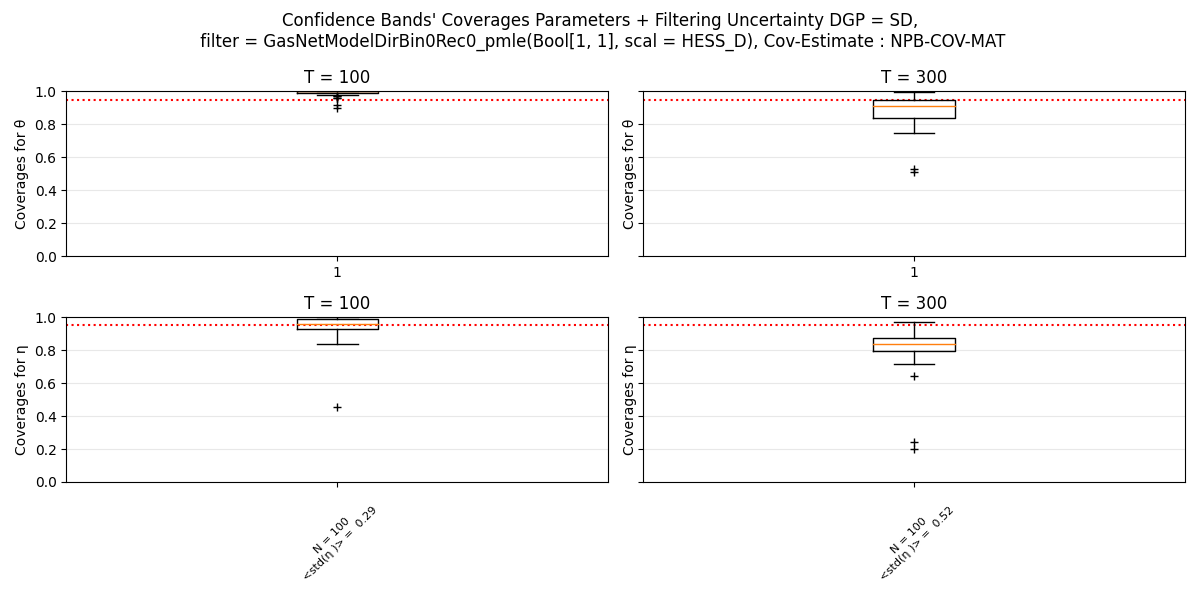 Confidence Bands' Coverages Parameters + Filtering Uncertainty DGP = SD,
filter = GasNetModelDirBin0Rec0_pmle(Bool[1, 1], scal = HESS_D), Cov-Estimate : NPB-COV-MAT
T = 100
1.0
0.8
0.6
0.4
0.2
0.0
Coverages for θ
1
T = 300
Coverages for θ
1
T = 100
1.0
0.8
0.6
0.4
0.2
0.0
Coverages for η
N = 100
<std(η )> = 0.29
T = 300
Coverages for η
N = 100
<std(η )> = 0.52